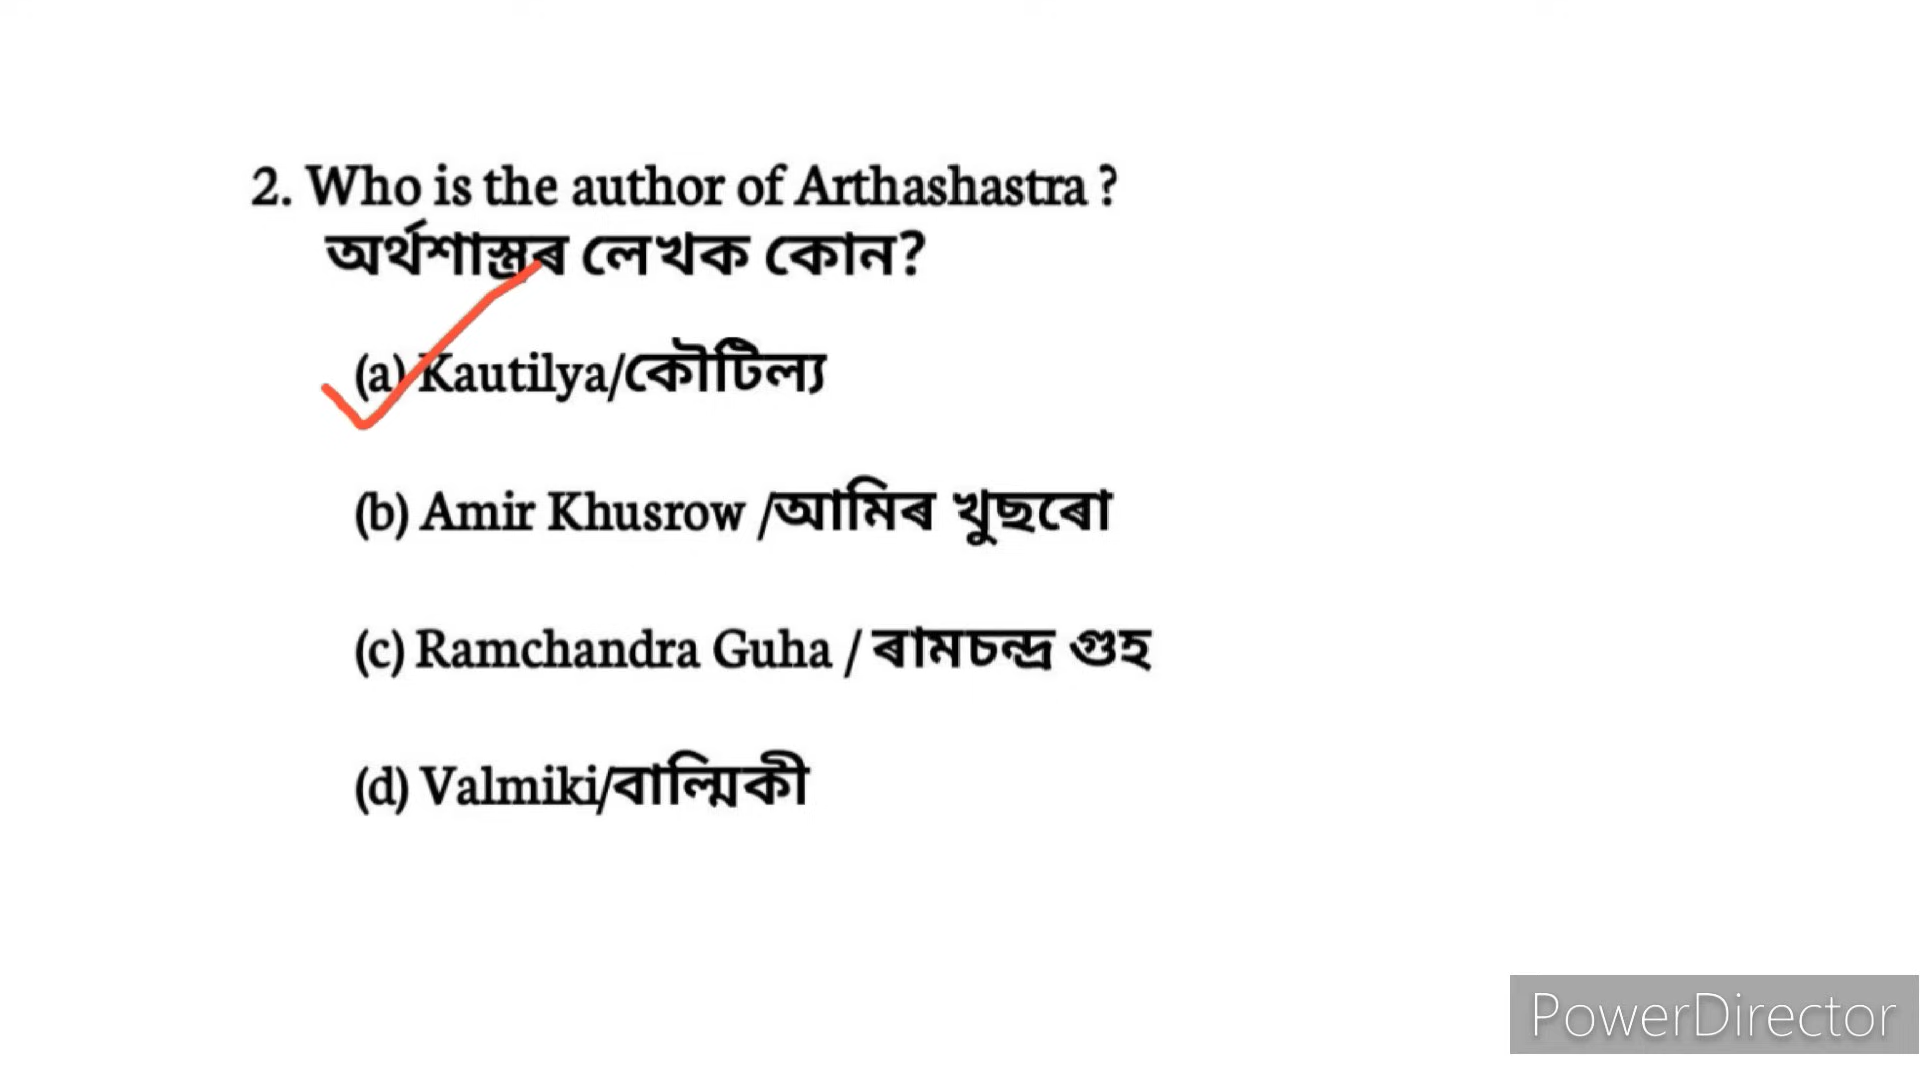 2. Who is the author of Arthashastra ?
অৰ্থশাস্ত্ৰৰ লেখক কোন?
(a) Kautilya/কৌটিল্য
(b) Amir Khusrow /আমিৰ খুছৰো
(c) Ramchandra Guha / ৰামচন্দ্ৰ গুহ
(d) Valmiki/বাল্মিকী
PowerDirector